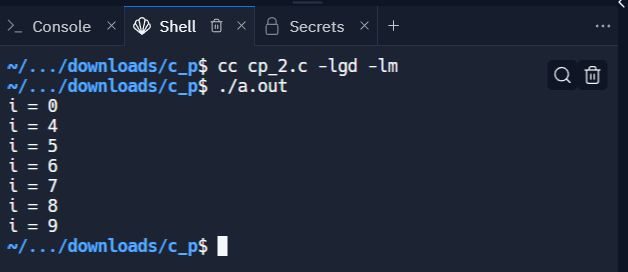 Console × Shell × Secrets × + ...
~/.../downloads/c_p$ cc cp_2.c -lgd -lm
~/.../downloads/c_p$ ./a.out
i = 0
i = 4
i = 5
i = 6
i = 7
i = 8
i = 9
~/.../downloads/c_p$